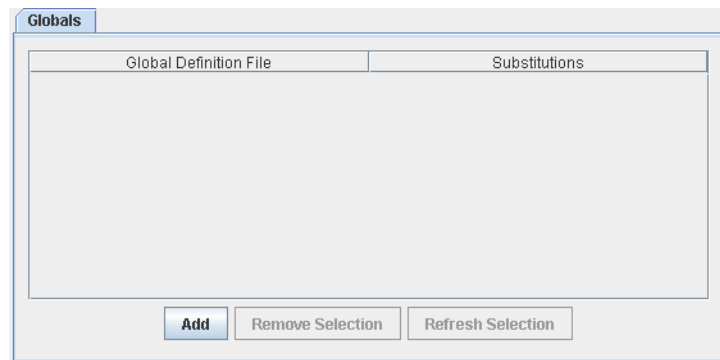 Globals
Global Definition File Substitutions
Add Remove Selection Refresh Selection